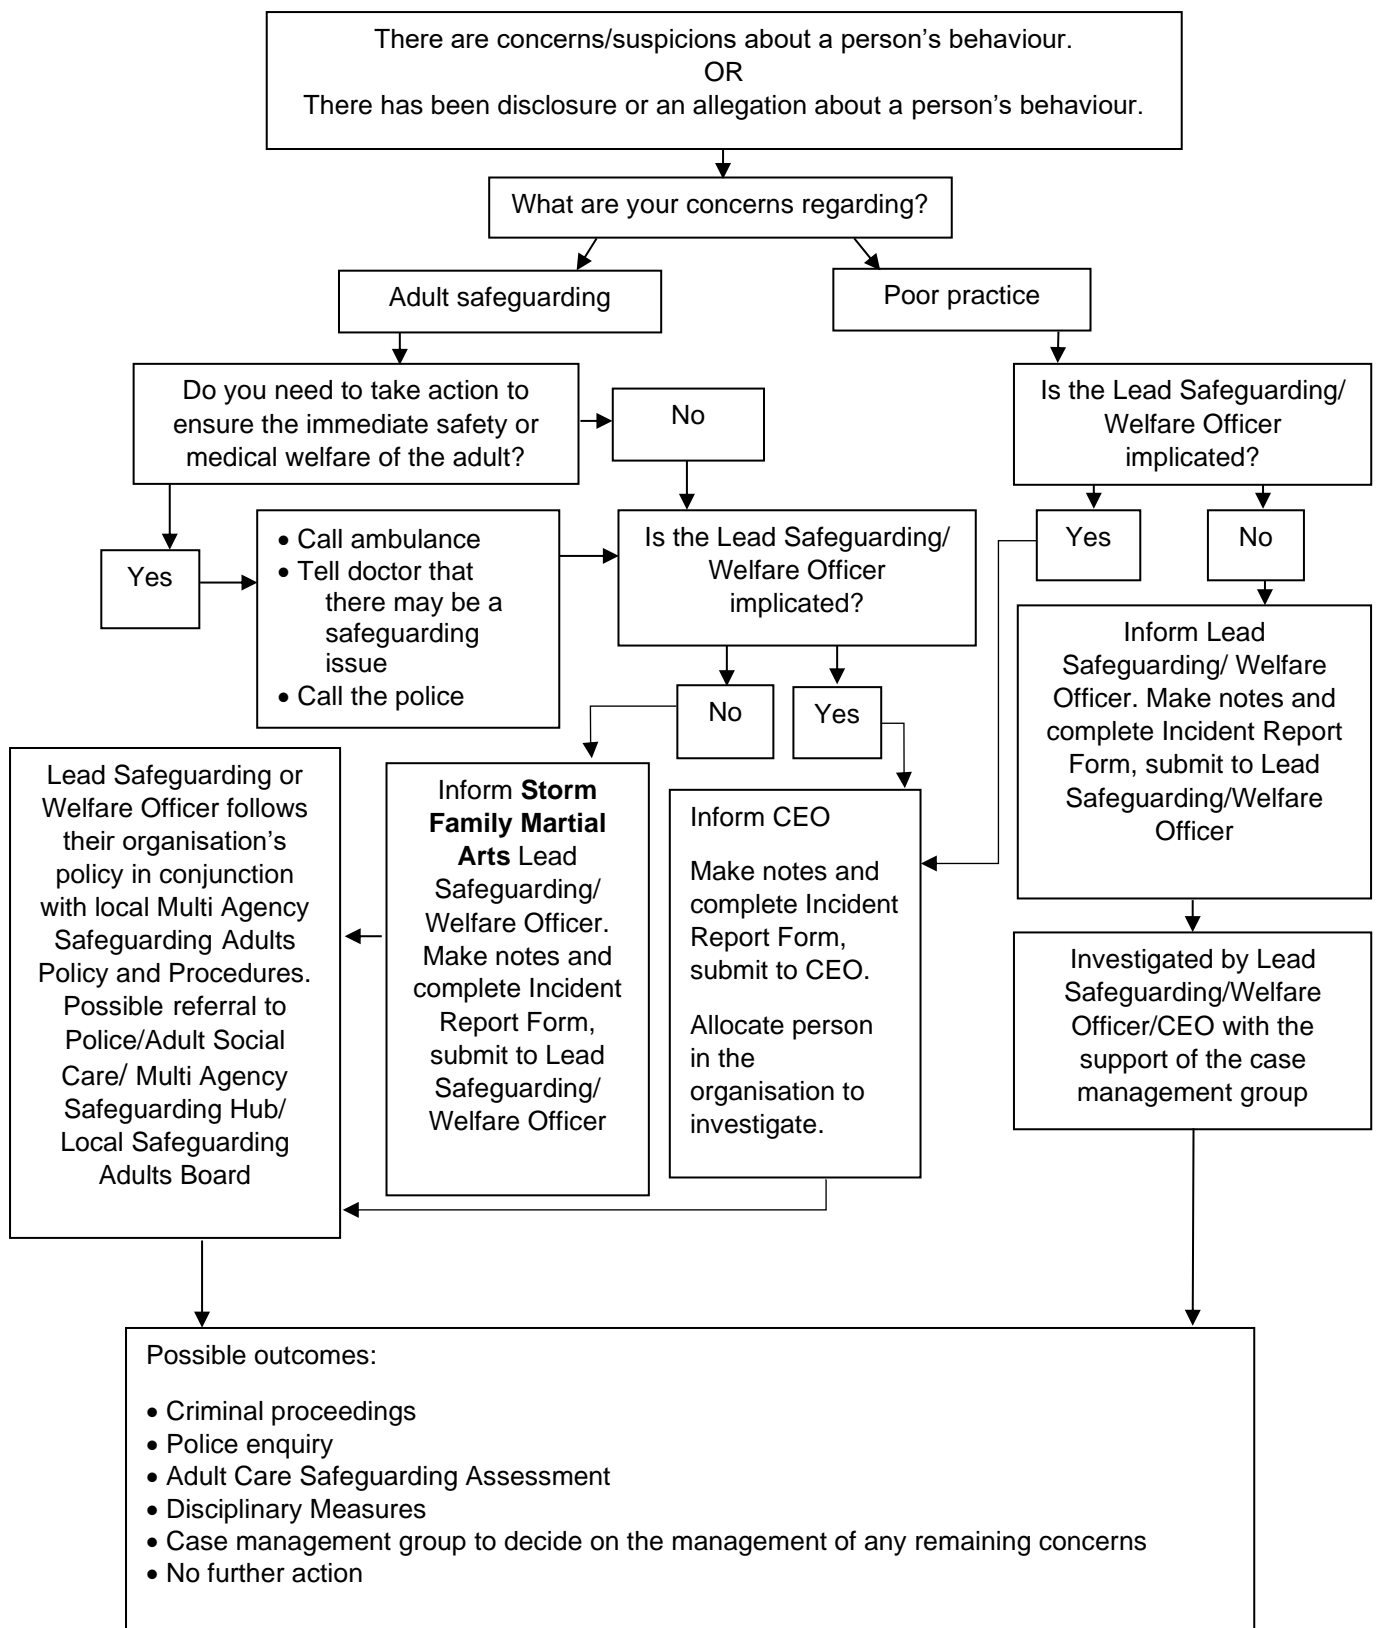 There are concerns/suspicions about a person’s behaviour.
OR
There has been disclosure or an allegation about a person’s behaviour.
What are your concerns regarding?
Adult safeguarding
Poor practice
Do you need to take action to
ensure the immediate safety or
medical welfare of the adult?
No
Is the Lead Safeguarding/
Welfare Officer
implicated?
Yes
• Call ambulance
• Tell doctor that
there may be a
safeguarding
issue
• Call the police
Is the Lead Safeguarding/
Welfare Officer
implicated?
Yes
No
No
Yes
Inform Lead
Safeguarding/ Welfare
Officer. Make notes and
complete Incident Report
Form, submit to Lead
Safeguarding/Welfare
Officer
Lead Safeguarding or
Welfare Officer follows
their organisation’s
policy in conjunction
with local Multi Agency
Safeguarding Adults
Policy and Procedures.
Possible referral to
Police/Adult Social
Care/ Multi Agency
Safeguarding Hub/
Local Safeguarding
Adults Board
Inform Storm
Family Martial
Arts Lead
Safeguarding/
Welfare Officer.
Make notes and
complete Incident
Report Form,
submit to Lead
Safeguarding/
Welfare Officer
Inform CEO
Make notes and
complete Incident
Report Form,
submit to CEO.
Allocate person
in the
organisation to
investigate.
Investigated by Lead
Safeguarding/Welfare
Officer/CEO with the
support of the case
management group
Possible outcomes:
• Criminal proceedings
• Police enquiry
• Adult Care Safeguarding Assessment
• Disciplinary Measures
• Case management group to decide on the management of any remaining concerns
• No further action